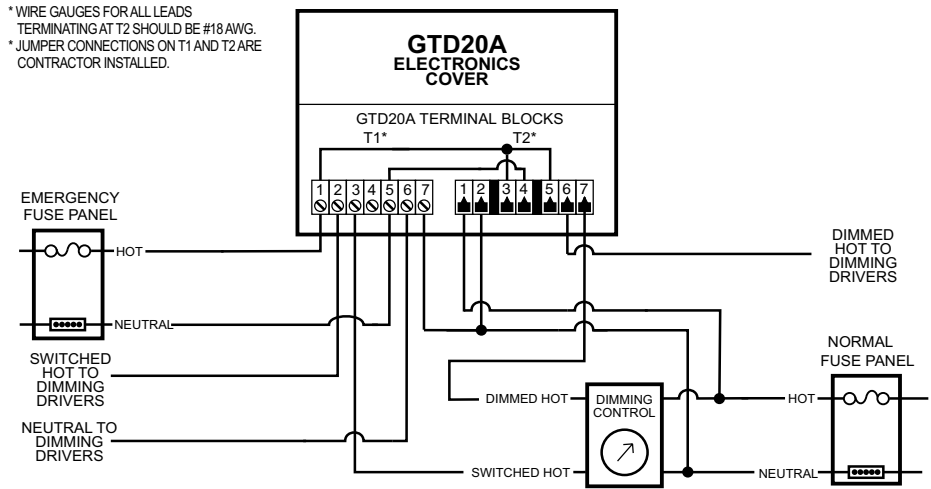 * WIRE GAUGES FOR ALL LEADS
TERMINATING AT T2 SHOULD BE #18 AWG.
* JUMPER CONNECTIONS ON T1 AND T2 ARE
CONTRACTOR INSTALLED.
GTD20A
ELECTRONICS
COVER
GTD20A TERMINAL BLOCKS
T1* T2*
1 2 3 4 5 6 7 1 2 3 4 5 6 7
EMERGENCY
FUSE PANEL
HOT
NEUTRAL
SWITCHED
HOT TO
DIMMING
DRIVERS
NEUTRAL TO
DIMMING
DRIVERS
DIMMED
HOT TO
DIMMING
DRIVERS
NORMAL
FUSE PANEL
DIMMED HOT
DIMMING
CONTROL
HOT
SWITCHED HOT
NEUTRAL